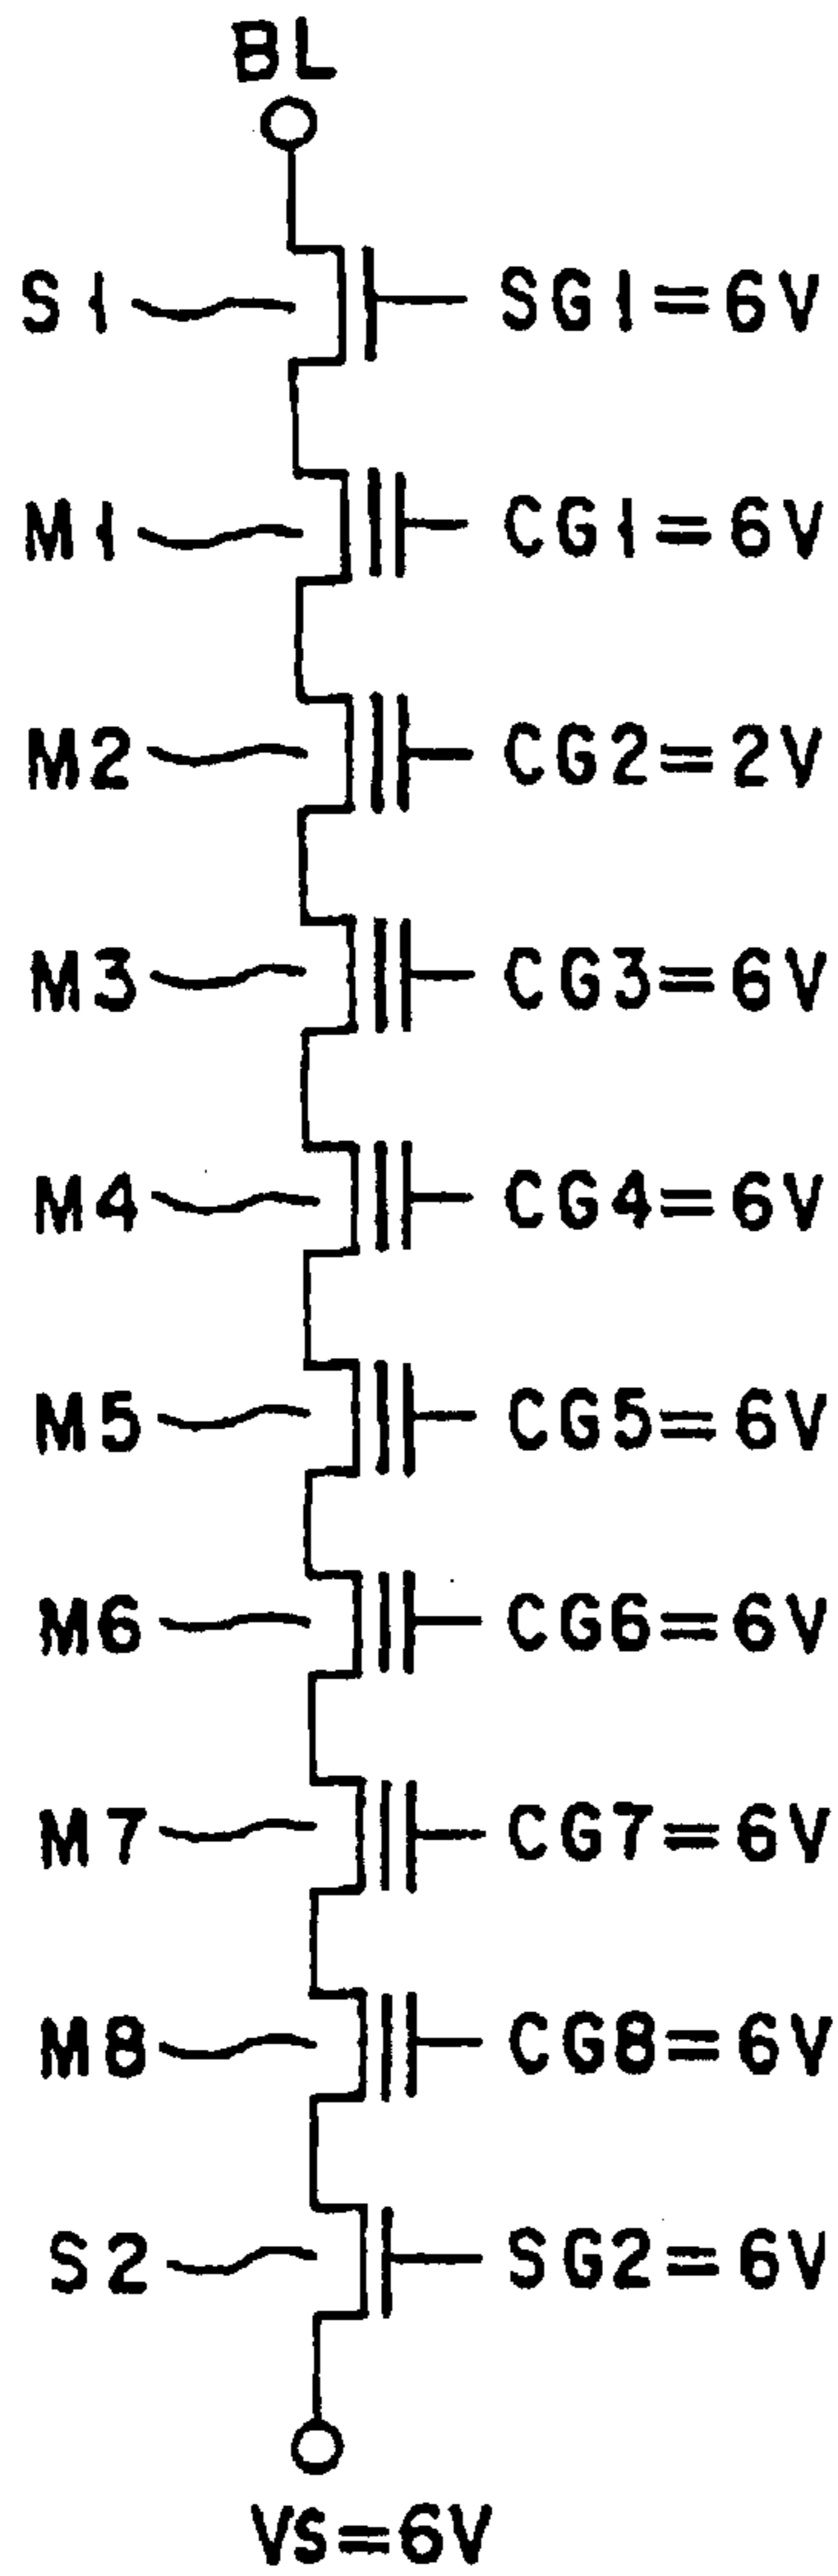 BL
S1 SG1=6V
M1 CG1=6V
M2 CG2=2V
M3 CG3=6V
M4 CG4=6V
M5 CG5=6V
M6 CG6=6V
M7 CG7=6V
M8 CG8=6V
S2 SG2=6V
VS=6V